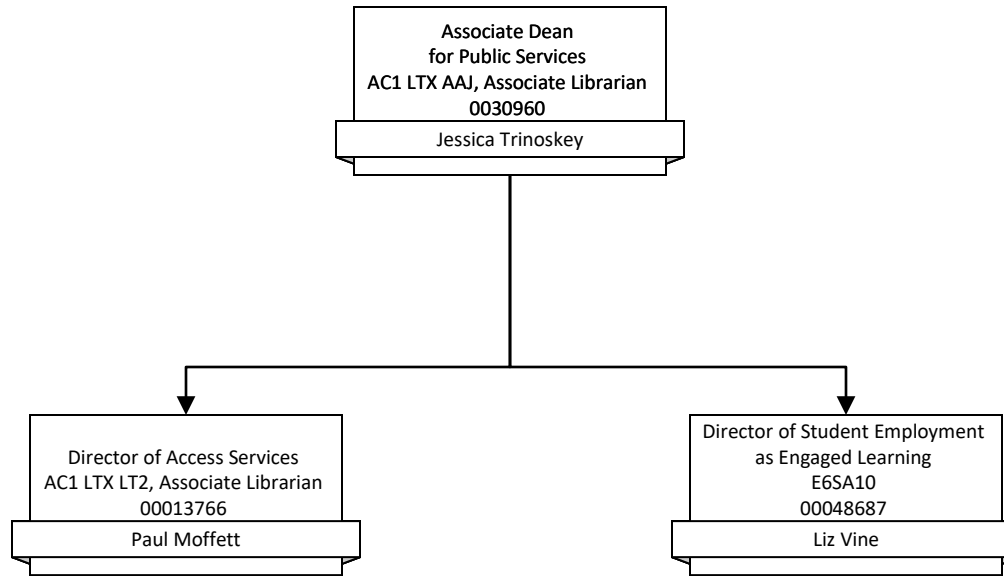 Associate Dean
for Public Services
AC1 LTX AAJ, Associate Librarian
0030960
Jessica Trinoskey
Director of Access Services
AC1 LTX LT2, Associate Librarian
00013766
Paul Moffett
Director of Student Employment
as Engaged Learning
E6SA10
00048687
Liz Vine